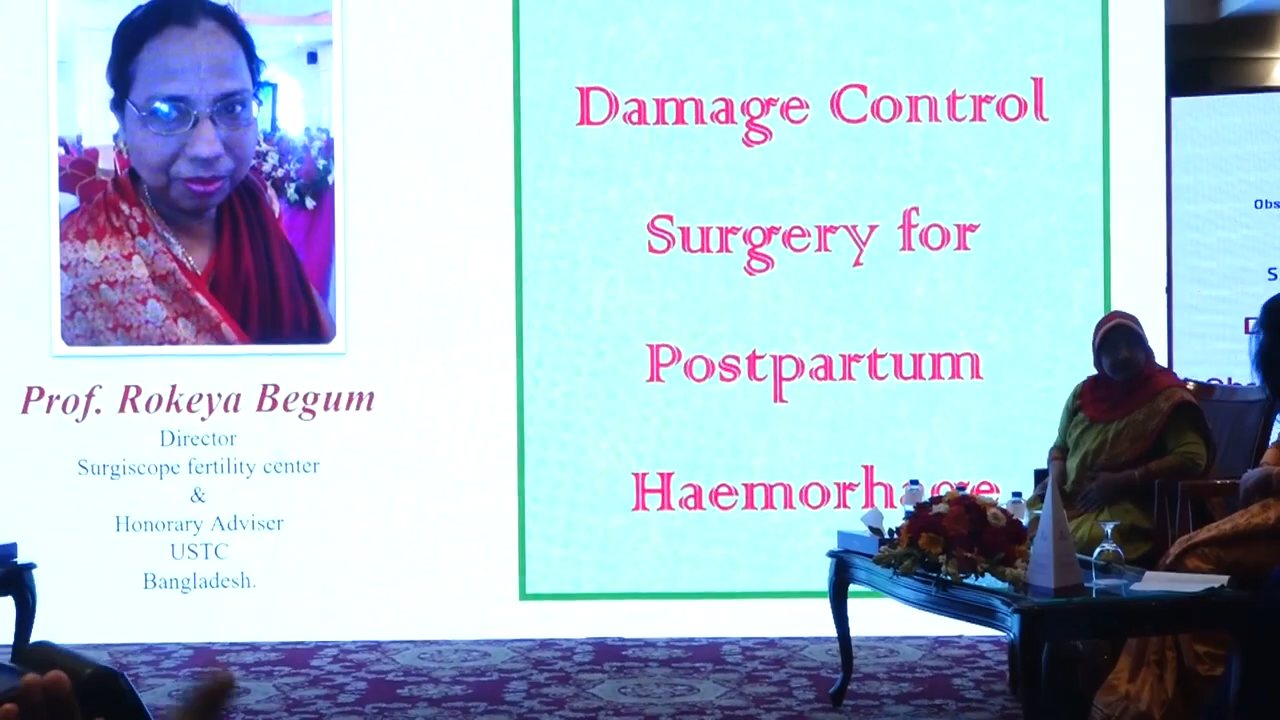 Prof. Rokeya Begum
Director
Surgiscope fertility center
&
Honorary Adviser
USTC
Bangladesh.
Damage Control
Surgery for
Postpartum
Haemorhage